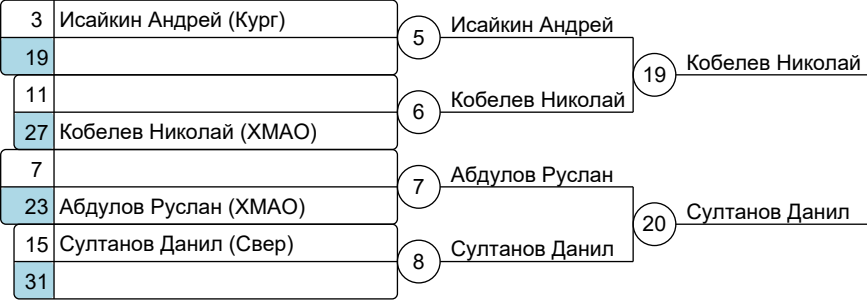 3 Исайкин Андрей (Кург)
19
5 Исайкин Андрей
19 Кобелев Николай
11
27 Кобелев Николай (ХМАО)
6 Кобелев Николай
7
23 Абдулов Руслан (ХМАО)
7 Абдулов Руслан
20 Султанов Данил
15 Султанов Данил (Свер)
31
8 Султанов Данил